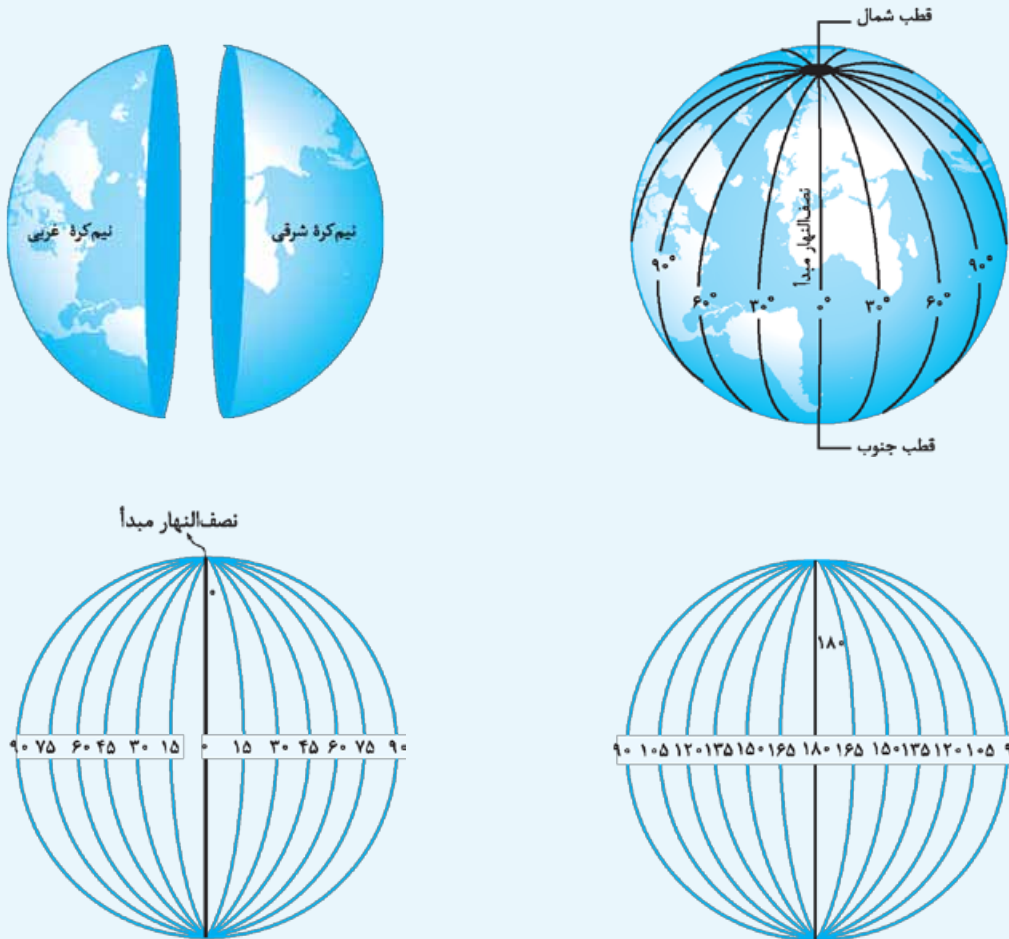 قطب شمال
نیم‌کرهٔ غربی
نیم‌کرهٔ شرقی
نصف‌النهار مبدأ
۹۰° ۶۰° ۳۰° ۰° ۳۰° ۶۰° ۹۰°
قطب جنوب
نصف‌النهار مبدأ
۰
۹۰ ۷۵ ۶۰ ۴۵ ۳۰ ۱۵ ۰ ۱۵ ۳۰ ۴۵ ۶۰ ۷۵ ۹۰
۱۸۰
۹۰ ۱۰۵ ۱۲۰ ۱۳۵ ۱۵۰ ۱۶۵ ۱۸۰ ۱۶۵ ۱۵۰ ۱۳۵ ۱۲۰ ۱۰۵ ۹